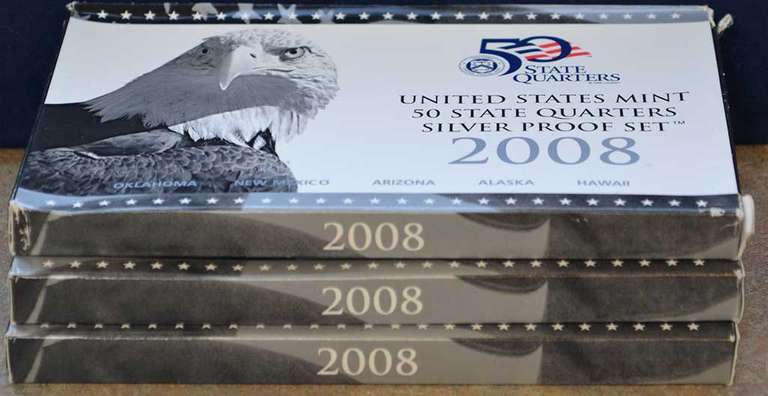 50
STATE
QUARTERS
UNITED STATES MINT
50 STATE QUARTERS
SILVER PROOF SET™
2008
OKLAHOMA NEW MEXICO ARIZONA ALASKA HAWAII
2008
2008
2008